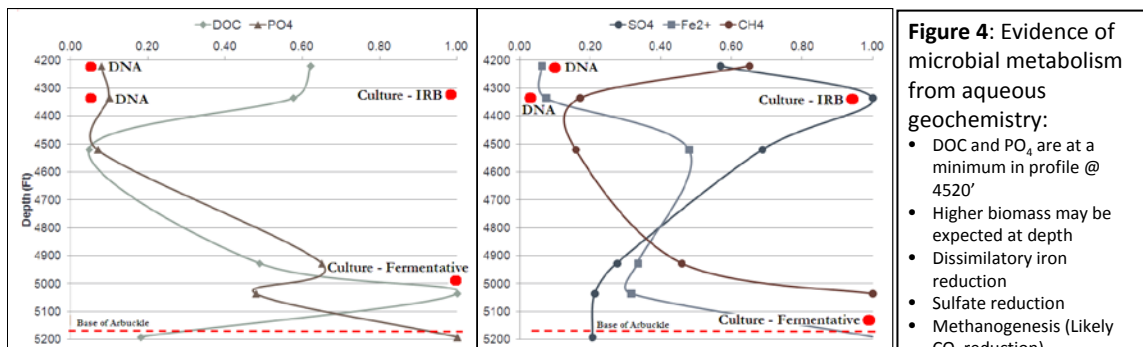 DOC PO4
0.00 0.20 0.40 0.60 0.80 1.00
4200
4300
4400
4500
4600
4700
4800
4900
5000
5100
5200
Depth (Ft)
DNA
DNA
Culture - IRB
Culture - Fermentative
Base of Arbuckle
SO4 Fe2+ CH4
0.00 0.20 0.40 0.60 0.80 1.00
4200
4300
4400
4500
4600
4700
4800
4900
5000
5100
5200
DNA
DNA
Culture - IRB
Base of Arbuckle
Culture - Fermentative
Figure 4: Evidence of
microbial metabolism
from aqueous
geochemistry:
• DOC and PO₄ are at a
minimum in profile @
4520’
• Higher biomass may be
expected at depth
• Dissimilatory iron
reduction
• Sulfate reduction
• Methanogenesis (Likely
CO₂ reduction)